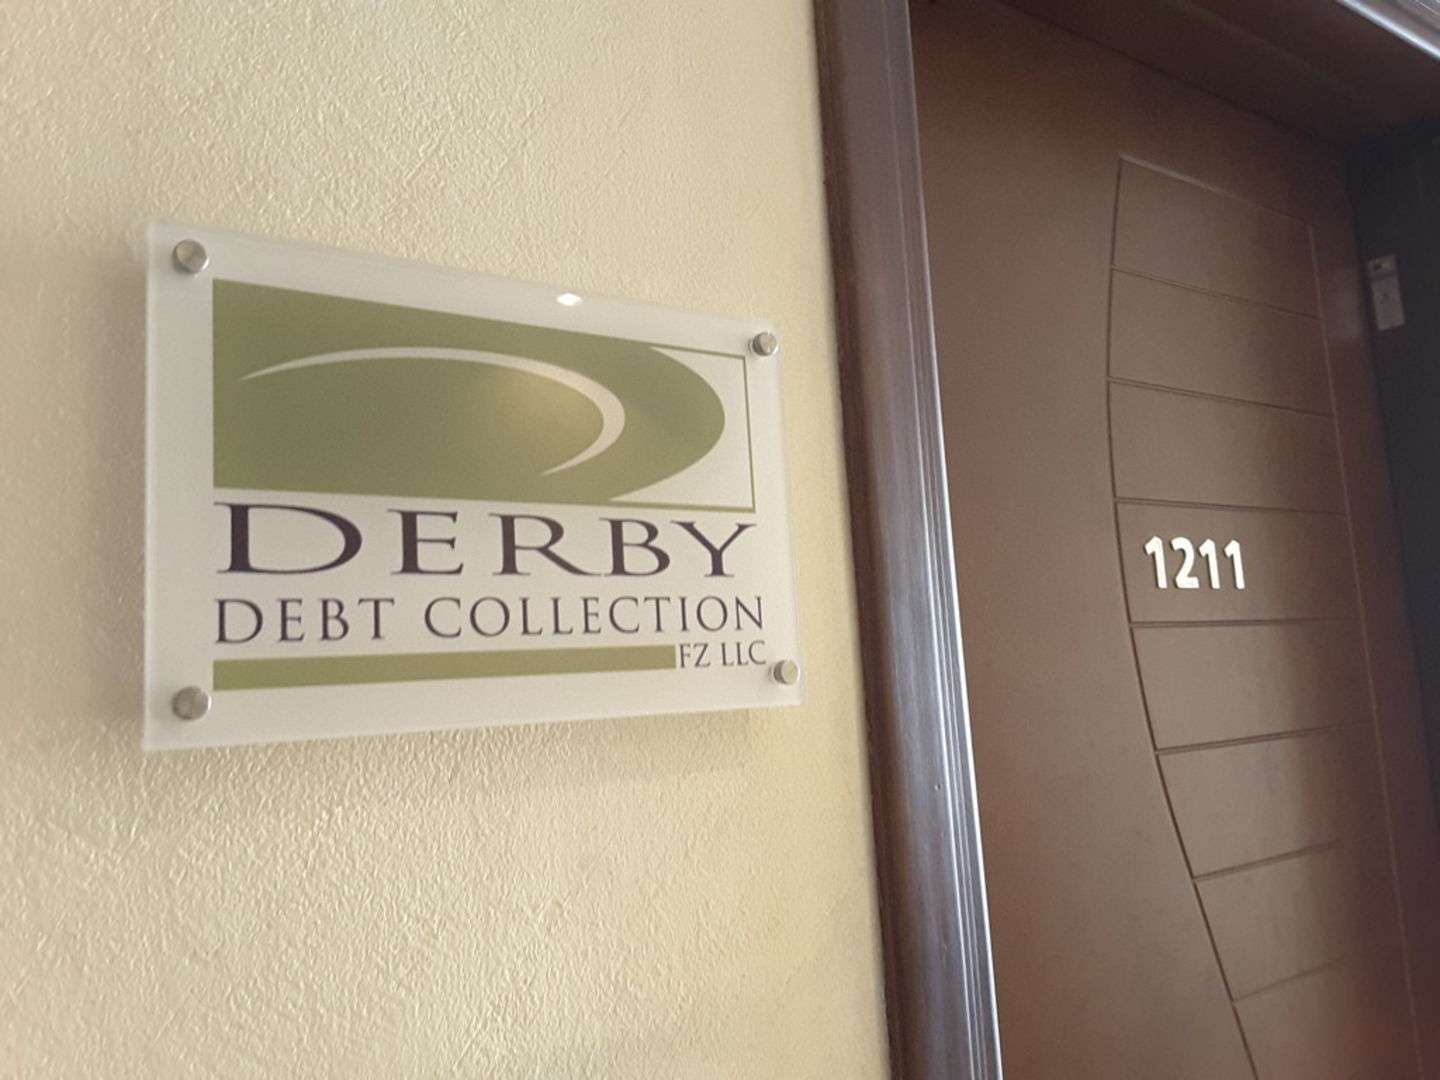 DERBY
DEBT COLLECTION
FZ LLC
1211